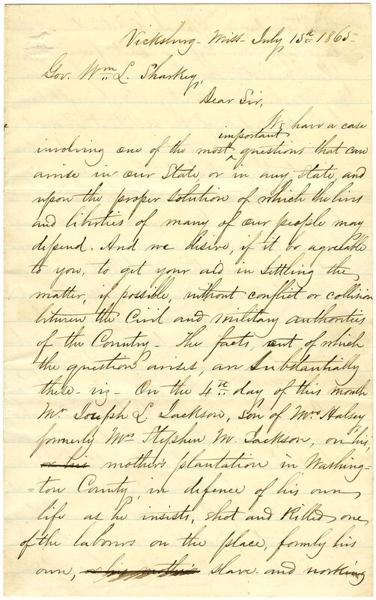 Vicksburg - Miss - July 15th 1865 -
Gov. Wm. L. Sharkey,
Dear Sir,
We have a case
involving one of the most important questions that can
arise in our State, or in any State, and
upon the proper solution of which the lives
and liberties of many of our people may
depend. And we desire, if it be agreeable
to you, to get your aid in settling the
matter, if possible, without conflict or collision
between the Civil and military authorities
of the Country - The facts, out of which
the question arises, are Substantially
these - viz - On the 4th day of this month
Mr Joseph L. Jackson, son of Mrs Halsey
formerly Mrs Stephen M. Jackson, on his,
or his mother's plantation in Washing-
ton County, in defence of his own
life as he insists, shot and Killed one
of the laborers on the place, formerly his
own, or his mother's slave and working